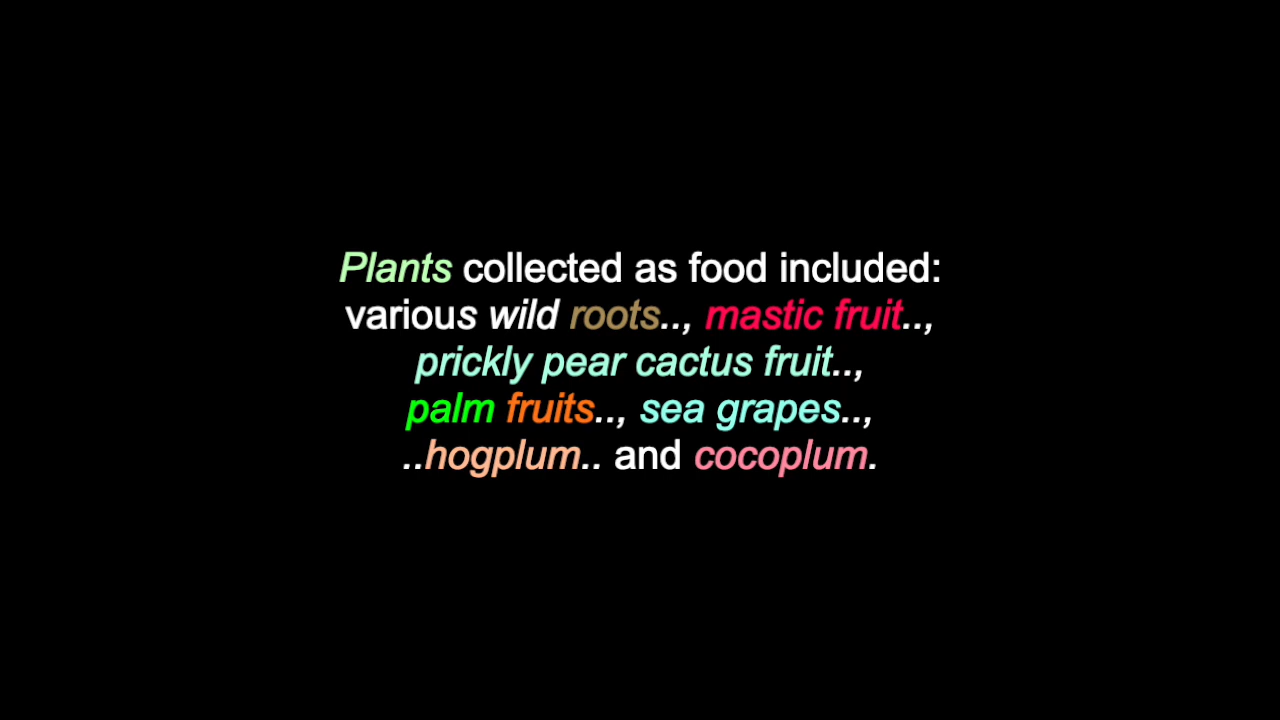 Plants collected as food included:
various wild roots.., mastic fruit..,
prickly pear cactus fruit..,
palm fruits.., sea grapes..,
..hogplum.. and cocoplum.